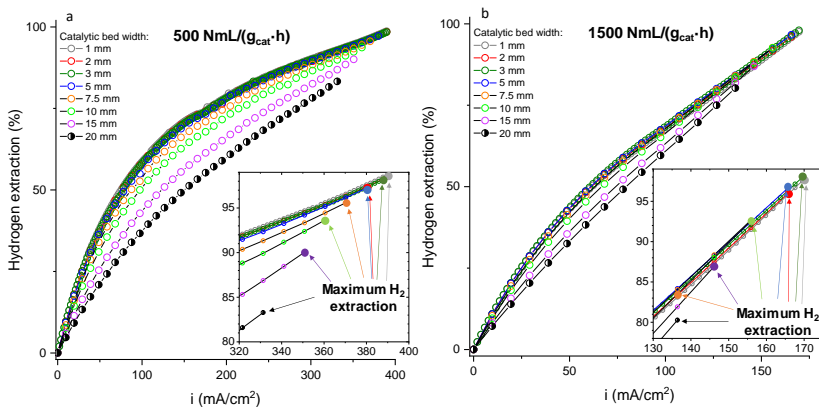 a
500 NmL/(gcat·h)
Catalytic bed width:
1 mm
2 mm
3 mm
5 mm
7.5 mm
10 mm
15 mm
20 mm
Hydrogen extraction (%)
100
50
0
0 100 200 300 400
i (mA/cm²)
95
90
85
80
320 340 360 380 400
Maximum H2
extraction
b
1500 NmL/(gcat·h)
Catalytic bed width:
1 mm
2 mm
3 mm
5 mm
7.5 mm
10 mm
15 mm
20 mm
Hydrogen extraction (%)
100
50
0
0 25 50 75 100 150
i (mA/cm²)
95
90
85
80
130 140 150 160 170
Maximum H2
extraction